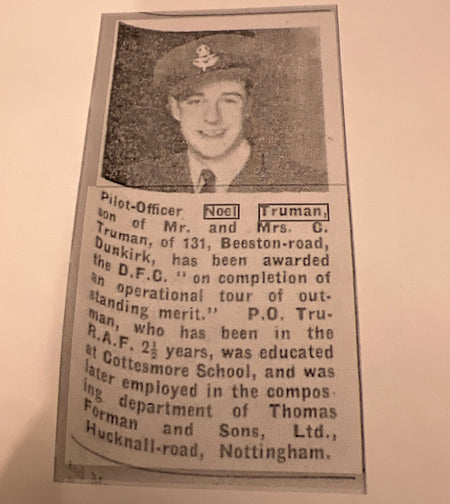 Pilot-Officer Noel Truman,
son of Mr. and Mrs. C.
Truman, of 131, Beeston-road,
Dunkirk, has been awarded
the D.F.C. "on completion of
an operational tour of out-
standing merit." P.O. Tru-
man, who has been in the
R.A.F. 2½ years, was educated
at Cottesmore School, and was
later employed in the compos-
ing department of Thomas
Forman and Sons, Ltd.,
Hucknall-road, Nottingham.